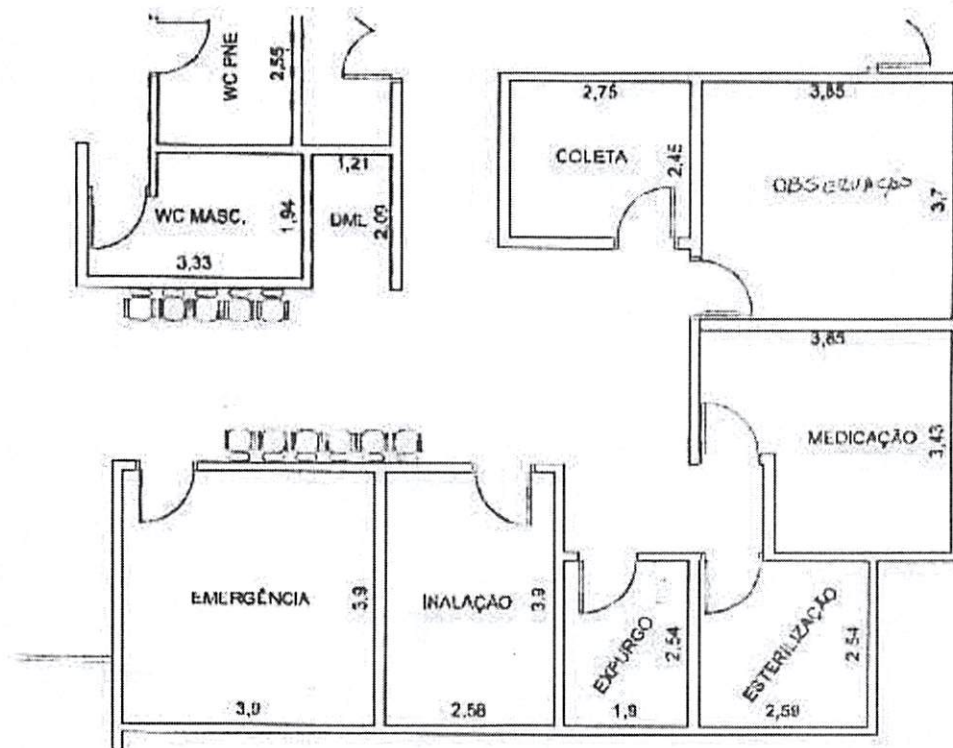 WC PNE
2,55
2,75
3,85
COLETA
2,45
OBSERVAÇÃO
3,7
1,21
WC MASC.
1,94
DML
2,09
3,33
3,85
MEDICAÇÃO
3,43
EMERGÊNCIA
3,9
INALAÇÃO
3,9
EXPURGO
2,54
ESTERILIZAÇÃO
2,54
3,9
2,58
1,9
2,59